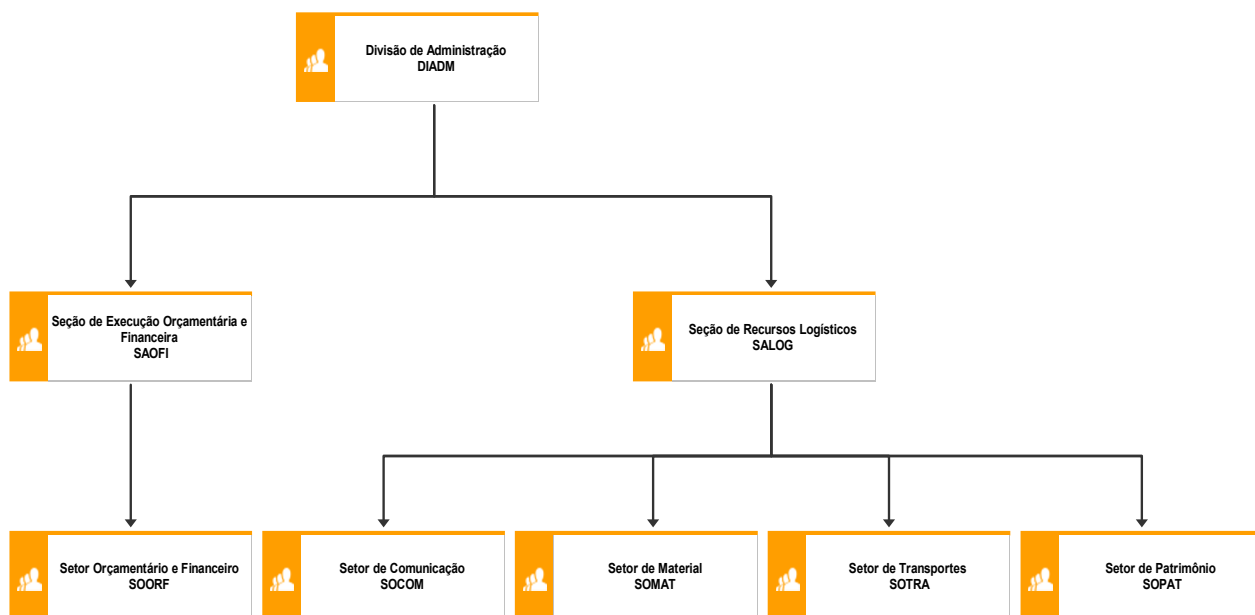 Divisão de Administração
DIADM
Seção de Execução Orçamentária e
Financeira
SAOFI
Seção de Recursos Logísticos
SALOG
Setor Orçamentário e Financeiro
SOORF
Setor de Comunicação
SOCOM
Setor de Material
SOMAT
Setor de Transportes
SOTRA
Setor de Patrimônio
SOPAT